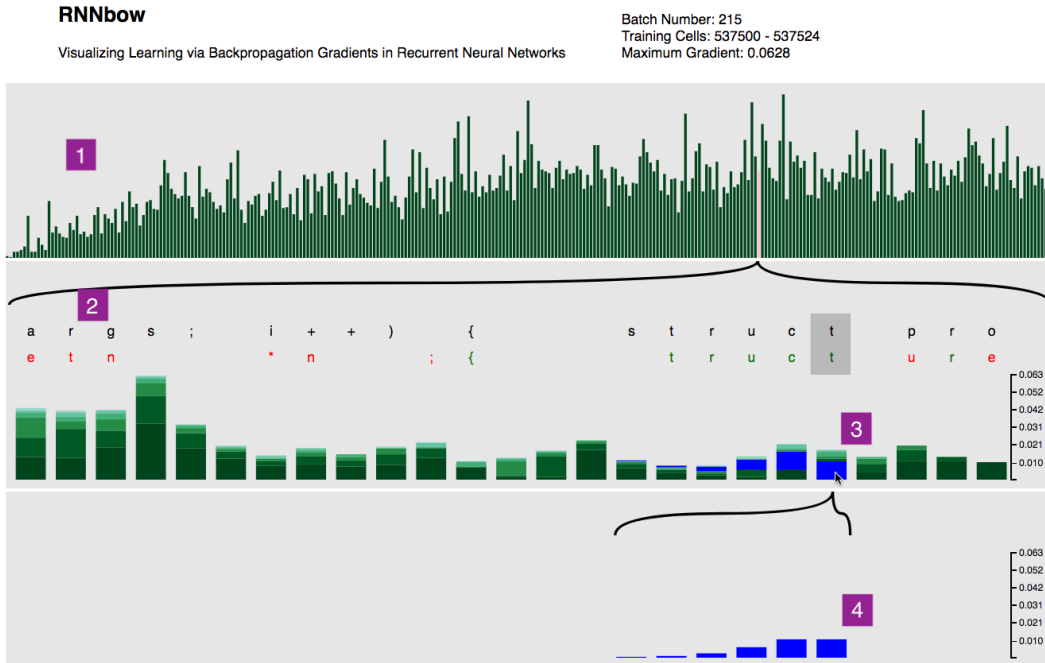 RNNbow
Visualizing Learning via Backpropagation Gradients in Recurrent Neural Networks
Batch Number: 215
Training Cells: 537500 - 537524
Maximum Gradient: 0.0628
1
2
a r g s ; i + + ) { s t r u c t p r o
e t n * n ; { t r u c t u r e
0.063
0.052
0.042
0.031
0.021
0.010
3
0.063
0.052
0.042
0.031
0.021
0.010
4